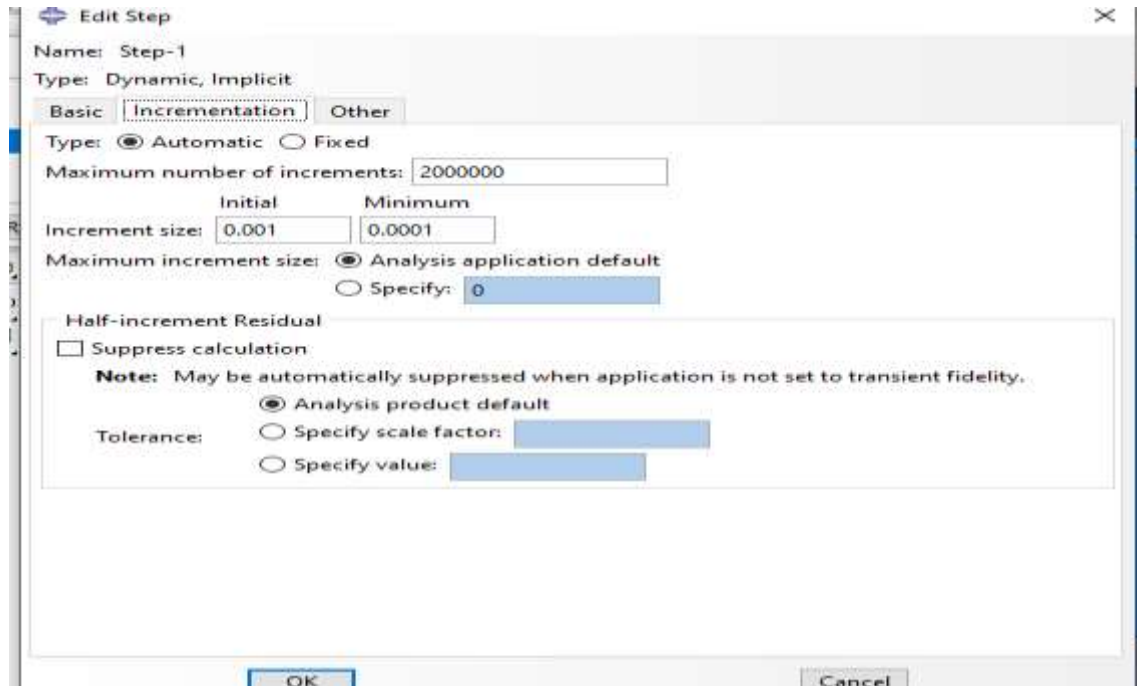 Edit Step
Name: Step-1
Type: Dynamic, Implicit
Basic Incrementation Other
Type: Automatic Fixed
Maximum number of increments: 2000000
Initial Minimum
Increment size: 0.001 0.0001
Maximum increment size: Analysis application default
Specify: 0
Half-increment Residual
Suppress calculation
Note: May be automatically suppressed when application is not set to transient fidelity.
Analysis product default
Tolerance: Specify scale factor:
Specify value:
OK Cancel